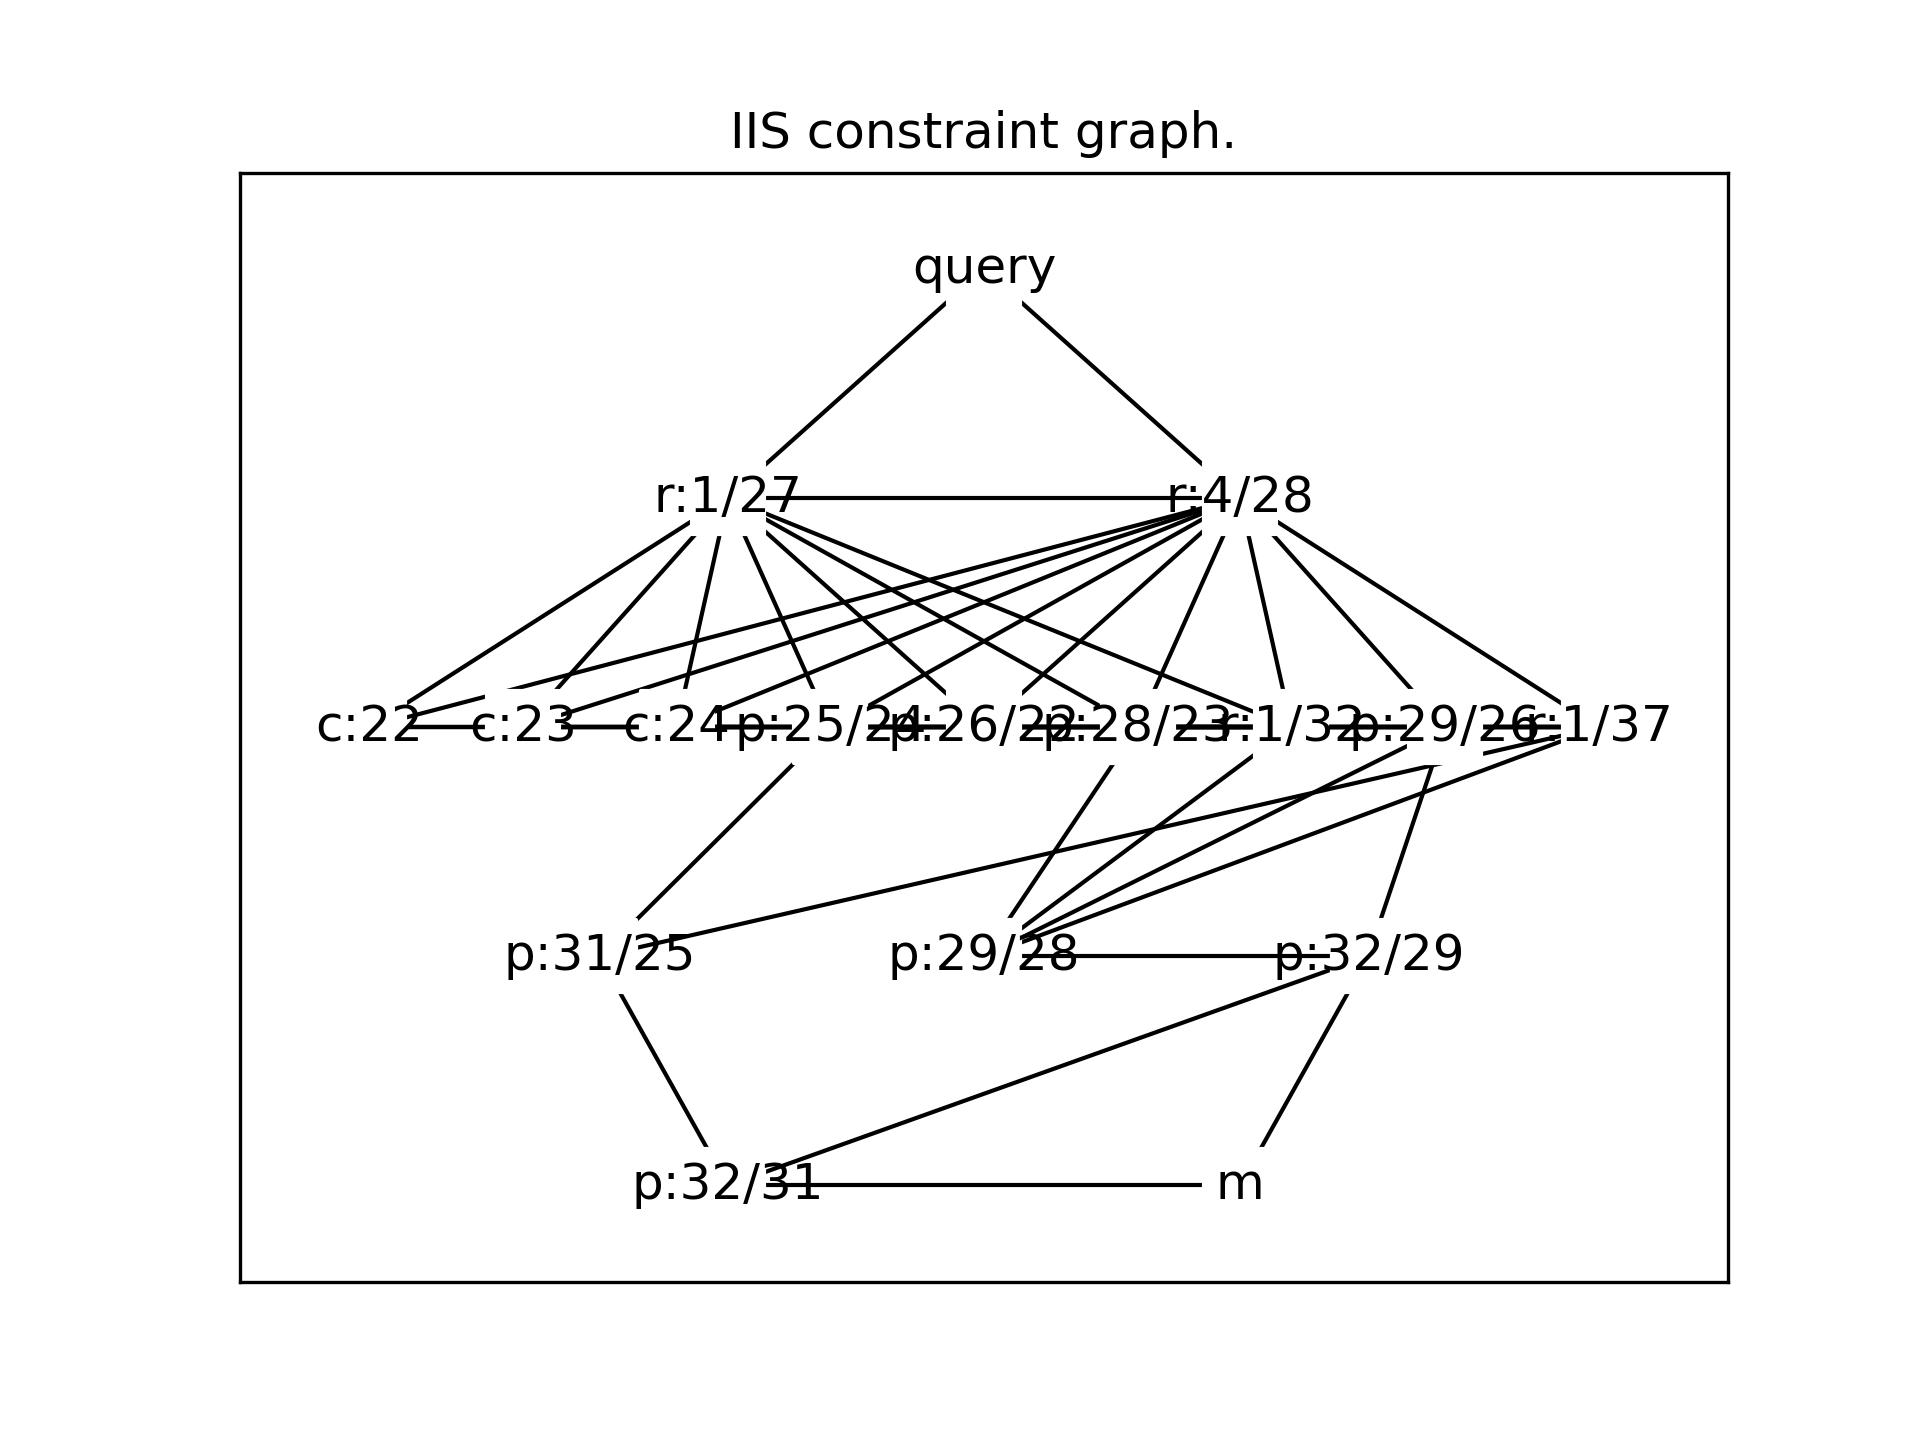 IIS constraint graph.
query
r:1/27 r:4/28
c:22 c:23 c:24 p:25/24 p:26/22 p:28/23 r:1/32 p:29/26 r:1/37
p:31/25 p:29/28 p:32/29
p:32/31 m